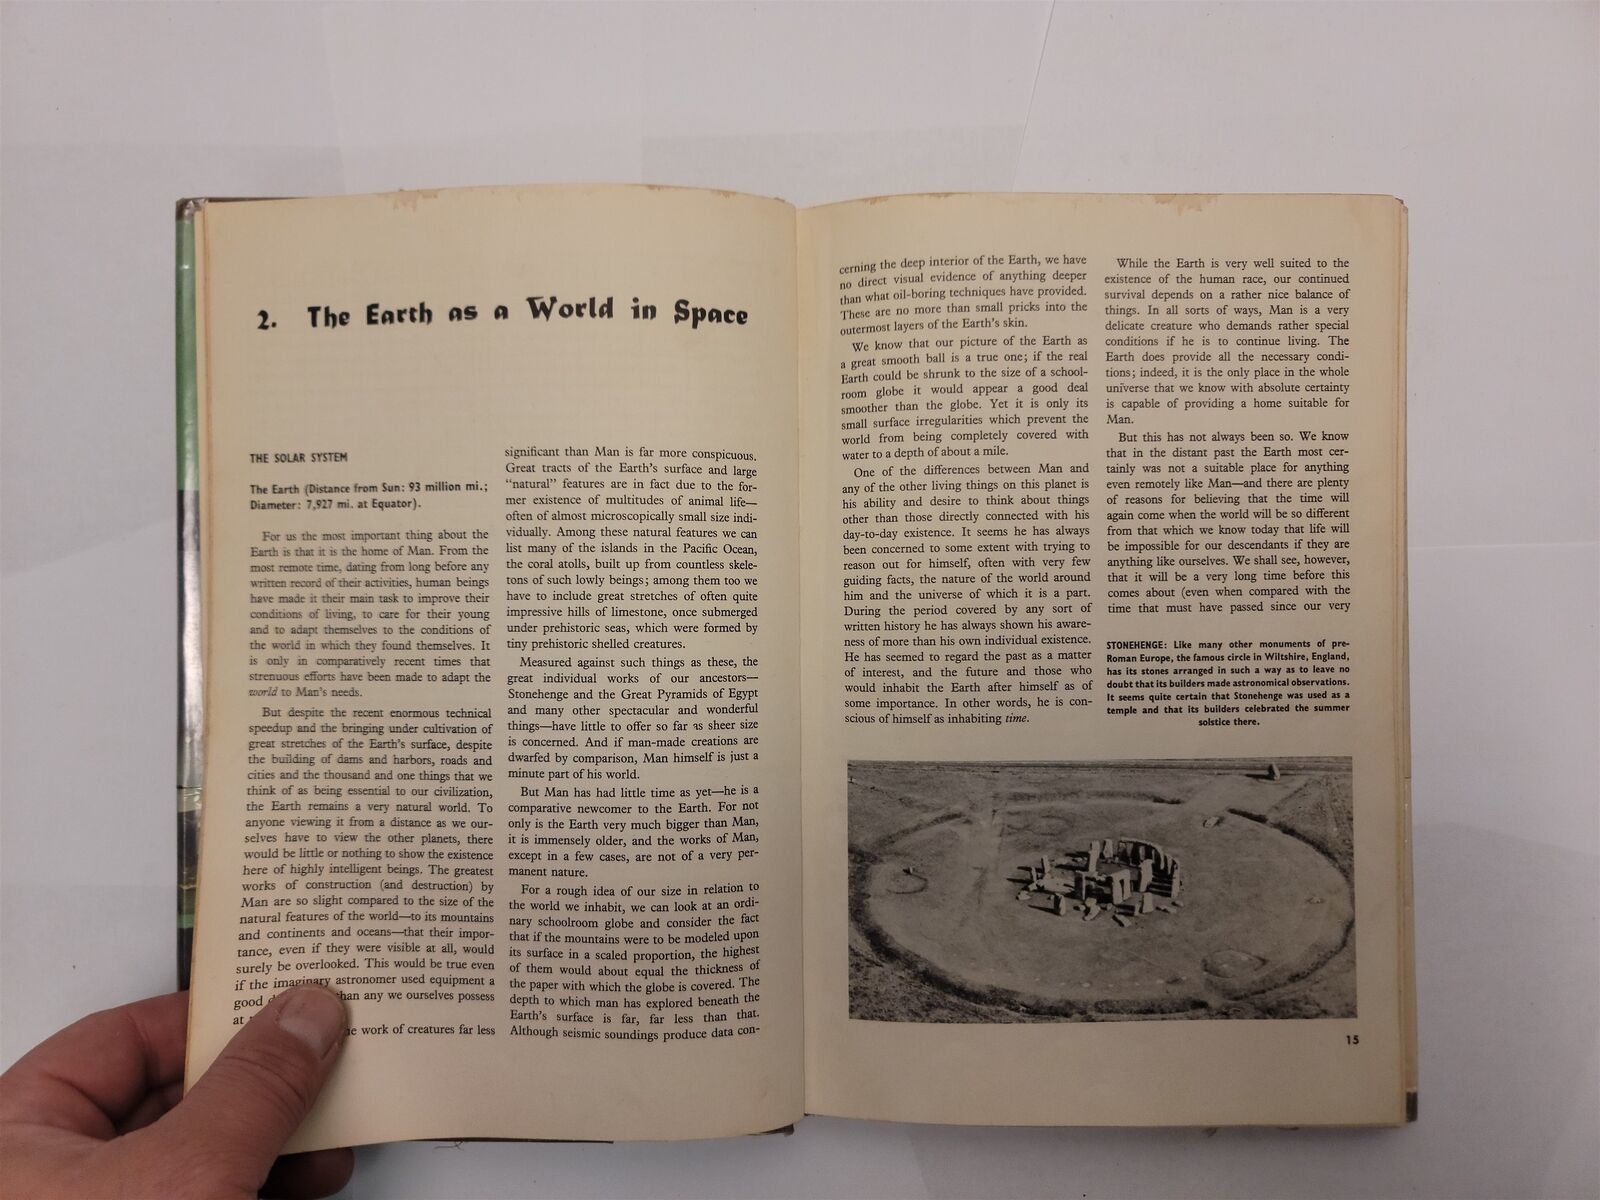 2. The Earth as a World in Space
THE SOLAR SYSTEM
The Earth (Distance from Sun: 93 million mi.;
Diameter: 7,927 mi. at Equator).
For us the most important thing about the
Earth is that it is the home of Man. From the
most remote time, dating from long before any
written record of their activities, human beings
have made it their main task to improve their
conditions of living, to care for their young
and to adapt themselves to the conditions of
the world in which they found themselves. It
is only in comparatively recent times that
strenuous efforts have been made to adapt the
world to Man's needs.
But despite the recent enormous technical
speedup and the bringing under cultivation of
great stretches of the Earth's surface, despite
the building of dams and harbors, roads and
cities and the thousand and one things that we
think of as being essential to our civilization,
the Earth remains a very natural world. To
anyone viewing it from a distance as we our-
selves have to view the other planets, there
would be little or nothing to show the existence
here of highly intelligent beings. The greatest
works of construction (and destruction) by
Man are so slight compared to the size of the
natural features of the world—to its mountains
and continents and oceans—that their impor-
tance, even if they were visible at all, would
surely be overlooked. This would be true even
if the imaginary astronomer used equipment a
good than any we ourselves possess
at
work of creatures far less
significant than Man is far more conspicuous.
Great tracts of the Earth's surface and large
"natural" features are in fact due to the for-
mer existence of multitudes of animal life—
often of almost microscopically small size indi-
vidually. Among these natural features we can
list many of the islands in the Pacific Ocean,
the coral atolls, built up from countless skele-
tons of such lowly beings; among them too we
have to include great stretches of often quite
impressive hills of limestone, once submerged
under prehistoric seas, which were formed by
tiny prehistoric shelled creatures.
Measured against such things as these, the
great individual works of our ancestors—
Stonehenge and the Great Pyramids of Egypt
and many other spectacular and wonderful
things—have little to offer so far as sheer size
is concerned. And if man-made creations are
dwarfed by comparison, Man himself is just a
minute part of his world.
But Man has had little time as yet—he is a
comparative newcomer to the Earth. For not
only is the Earth very much bigger than Man,
it is immensely older, and the works of Man,
except in a few cases, are not of a very per-
manent nature.
For a rough idea of our size in relation to
the world we inhabit, we can look at an ordi-
nary schoolroom globe and consider the fact
that if the mountains were to be modeled upon
its surface in a scaled proportion, the highest
of them would about equal the thickness of
the paper with which the globe is covered. The
depth to which man has explored beneath the
Earth's surface is far, far less than that.
Although seismic soundings produce data con-
cerning the deep interior of the Earth, we have
no direct visual evidence of anything deeper
than what oil-boring techniques have provided.
These are no more than small pricks into the
outermost layers of the Earth's skin.
We know that our picture of the Earth as
a great smooth ball is a true one; if the real
Earth could be shrunk to the size of a school-
room globe it would appear a good deal
smoother than the globe. Yet it is only its
small surface irregularities which prevent the
world from being completely covered with
water to a depth of about a mile.
One of the differences between Man and
any of the other living things on this planet is
his ability and desire to think about things
other than those directly connected with his
day-to-day existence. It seems he has always
been concerned to some extent with trying to
reason out for himself, often with very few
guiding facts, the nature of the world around
him and the universe of which it is a part.
During the period covered by any sort of
written history he has always shown his aware-
ness of more than his own individual existence.
He has seemed to regard the past as a matter
of interest, and the future and those who
would inhabit the Earth after himself as of
some importance. In other words, he is con-
scious of himself as inhabiting time.
While the Earth is very well suited to the
existence of the human race, our continued
survival depends on a rather nice balance of
things. In all sorts of ways, Man is a very
delicate creature who demands rather special
conditions if he is to continue living. The
Earth does provide all the necessary condi-
tions; indeed, it is the only place in the whole
universe that we know with absolute certainty
is capable of providing a home suitable for
Man.
But this has not always been so. We know
that in the distant past the Earth most cer-
tainly was not a suitable place for anything
even remotely like Man—and there are plenty
of reasons for believing that the time will
again come when the world will be so different
from that which we know today that life will
be impossible for our descendants if they are
anything like ourselves. We shall see, however,
that it will be a very long time before this
comes about (even when compared with the
time that must have passed since our very
STONEHENGE: Like many other monuments of pre-
Roman Europe, the famous circle in Wiltshire, England,
has its stones arranged in such a way as to leave no
doubt that its builders made astronomical observations.
It seems quite certain that Stonehenge was used as a
temple and that its builders celebrated the summer
solstice there.
15